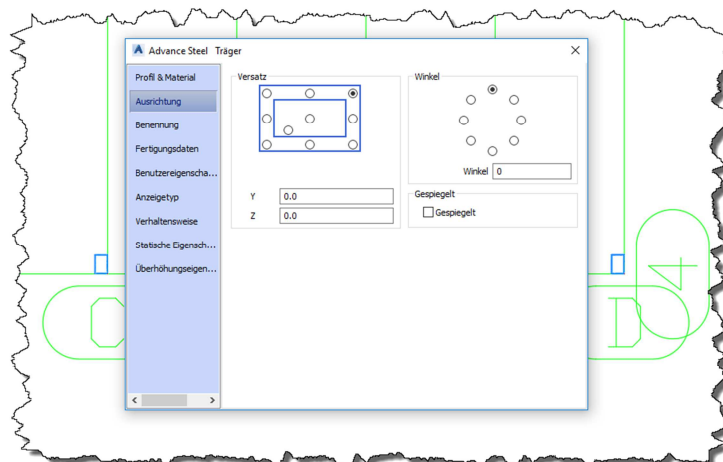 Advance Steel Träger
Profil & Material
Ausrichtung
Benennung
Fertigungsdaten
Benutzereigenscha...
Anzeigetyp
Verhaltensweise
Statische Eigensch...
Überhöhungseigen...
Versatz
Y 0.0
Z 0.0
Winkel
Winkel 0
Gespiegelt
Gespiegelt
D
4